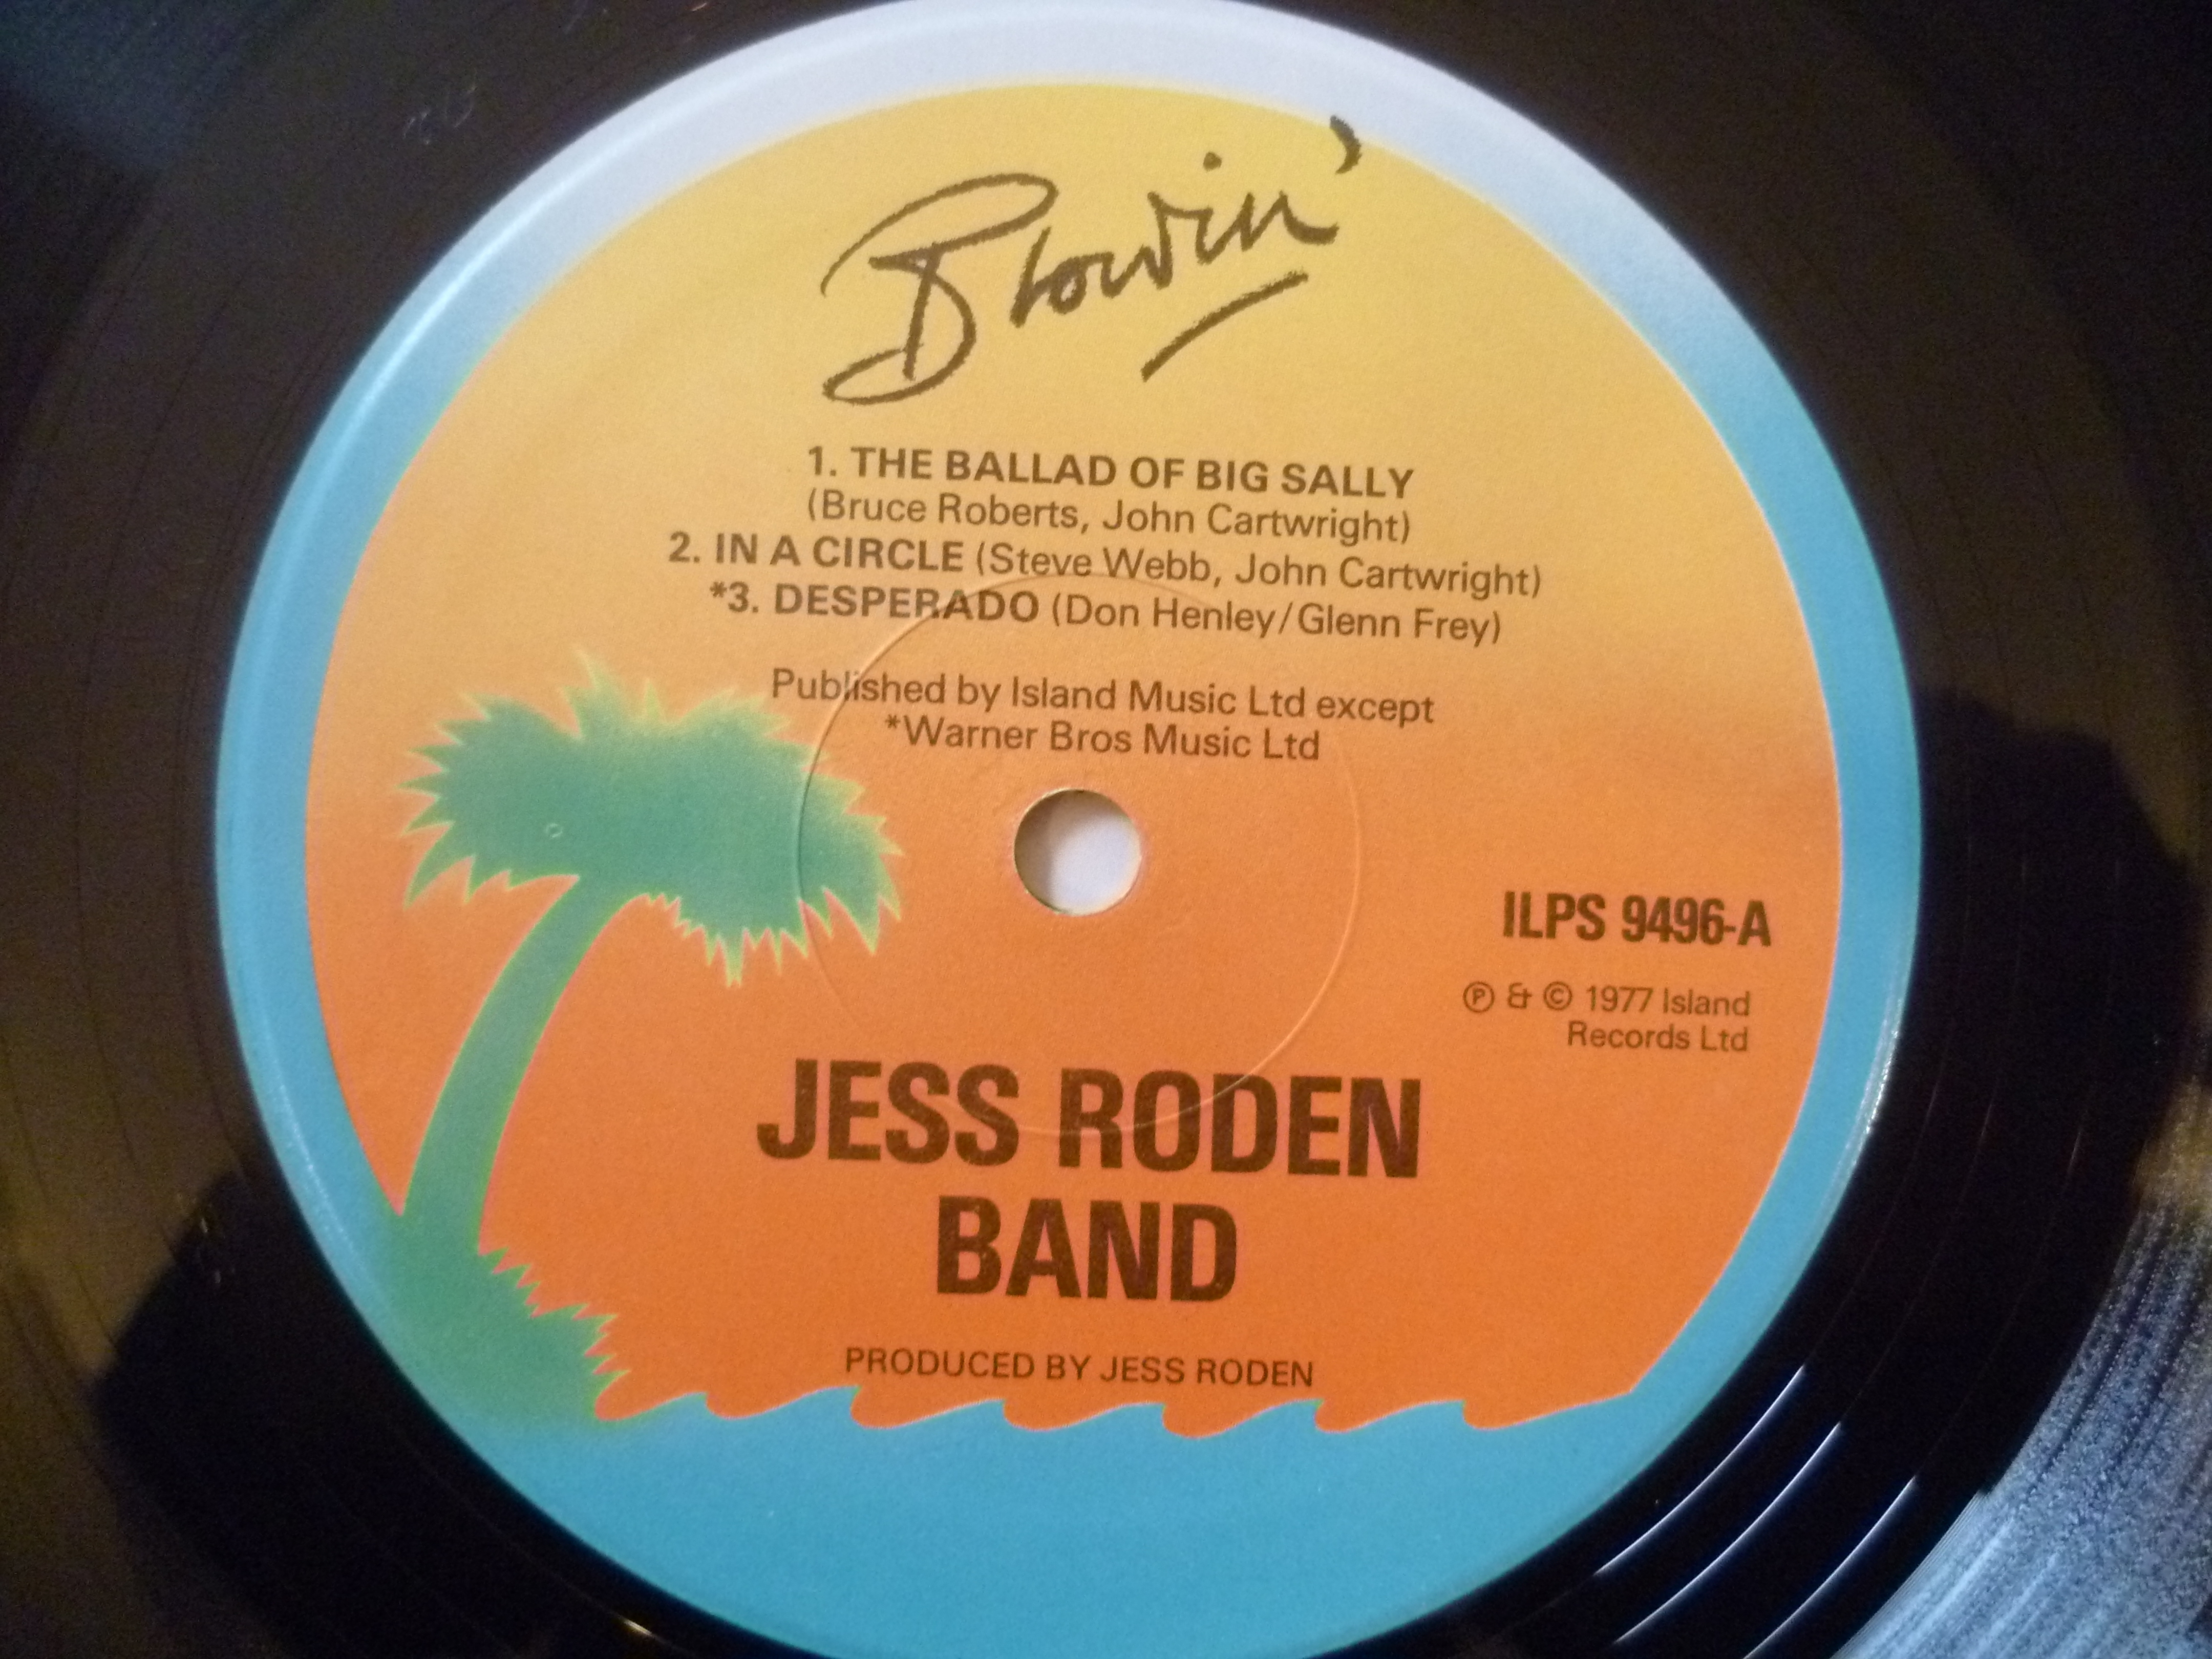 Blowin'
1. THE BALLAD OF BIG SALLY
(Bruce Roberts, John Cartwright)
2. IN A CIRCLE (Steve Webb, John Cartwright)
*3. DESPERADO (Don Henley/Glenn Frey)
Published by Island Music Ltd except
*Warner Bros Music Ltd
ILPS 9496-A
Ⓟ & © 1977 Island
Records Ltd
JESS RODEN
BAND
PRODUCED BY JESS RODEN